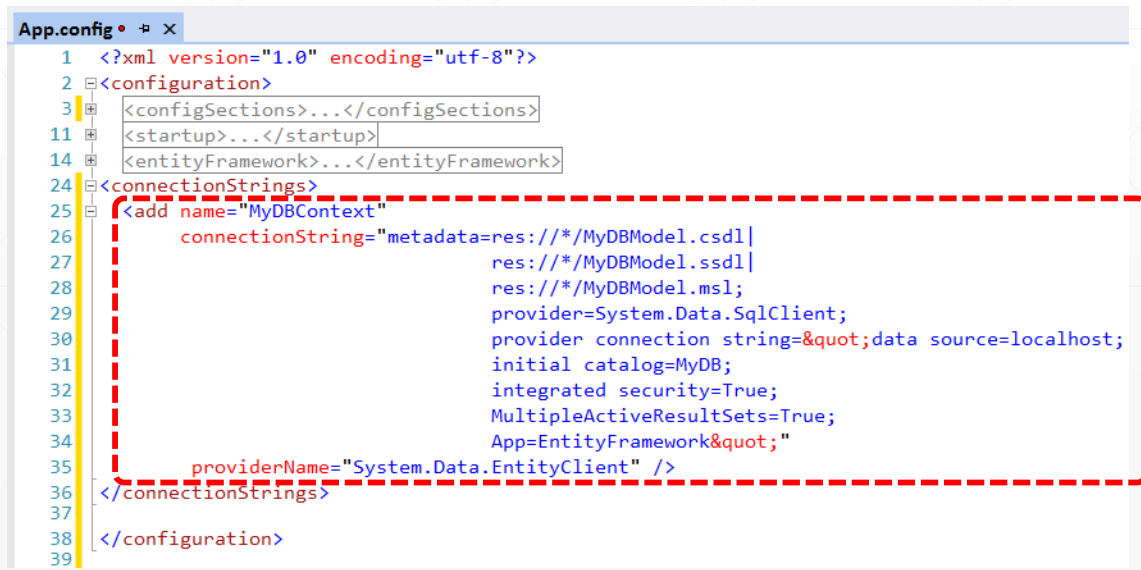 App.config
1 <?xml version="1.0" encoding="utf-8"?>
2 <configuration>
3 <configSections>...</configSections>
11 <startup>...</startup>
14 <entityFramework>...</entityFramework>
24 <connectionStrings>
25 <add name="MyDBContext"
26 connectionString="metadata=res://*/MyDBModel.csdl|
27 res://*/MyDBModel.ssdl|
28 res://*/MyDBModel.msl;
29 provider=System.Data.SqlClient;
30 provider connection string=&quot;data source=localhost;
31 initial catalog=MyDB;
32 integrated security=True;
33 MultipleActiveResultSets=True;
34 App=EntityFramework&quot;"
35 providerName="System.Data.EntityClient" />
36 </connectionStrings>
37
38 </configuration>
39